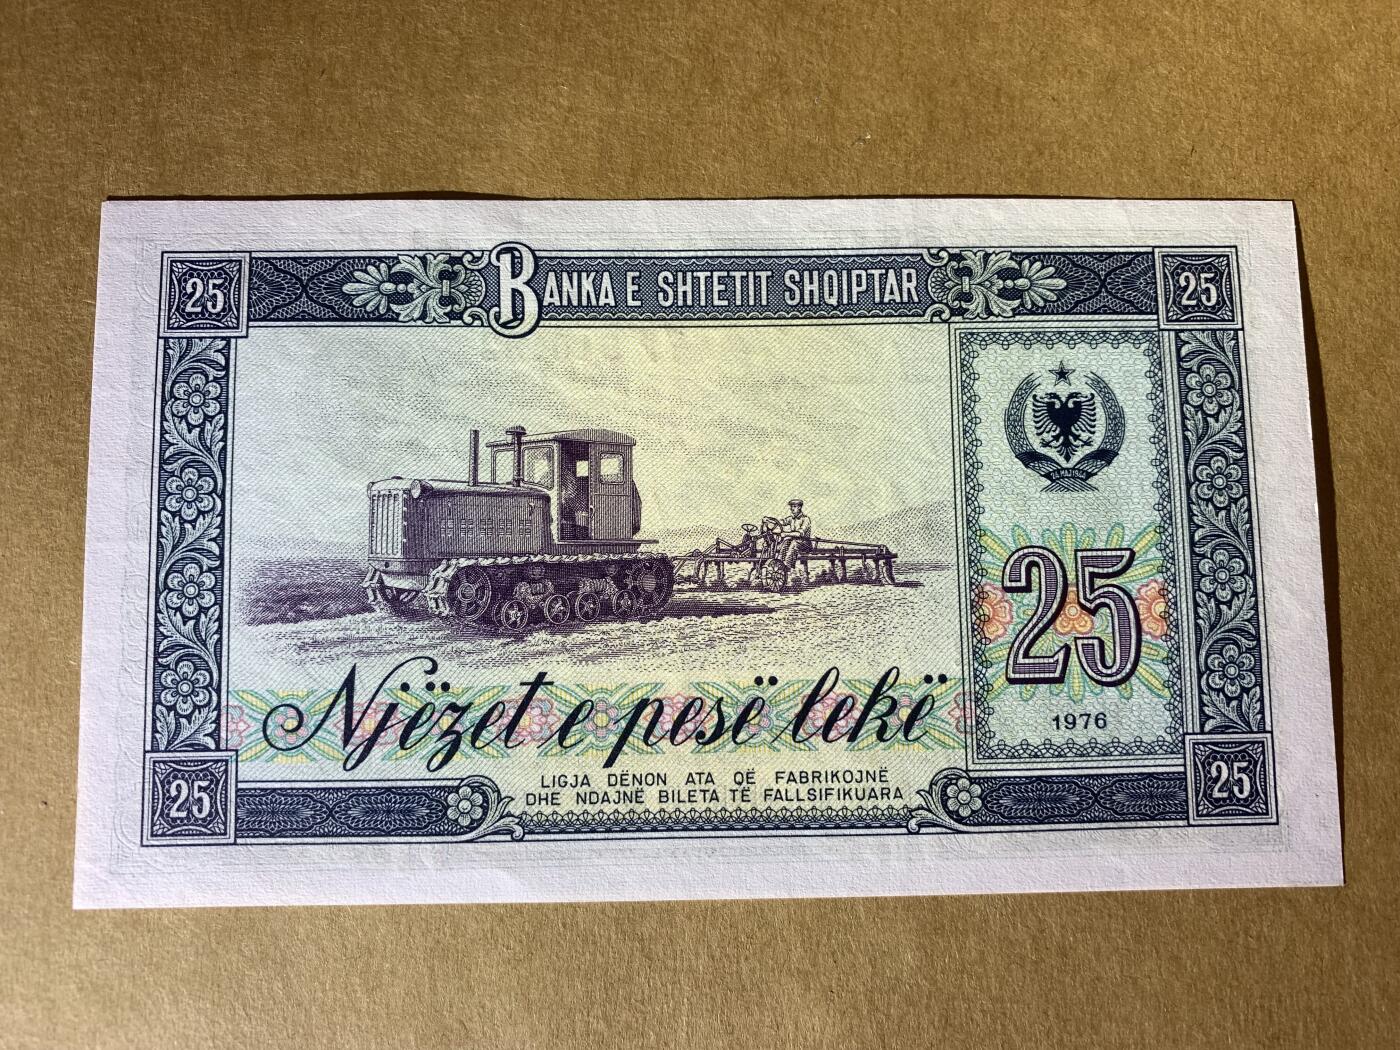 25 BANKA E SHTETIT SHQIPTAR 25
25
Njëzet e pesë lekë
1976
LIGJA DËNON ATA QË FABRIKOJNË
DHE NDAJNË BILETA TË FALLSIFIKUARA
25 25